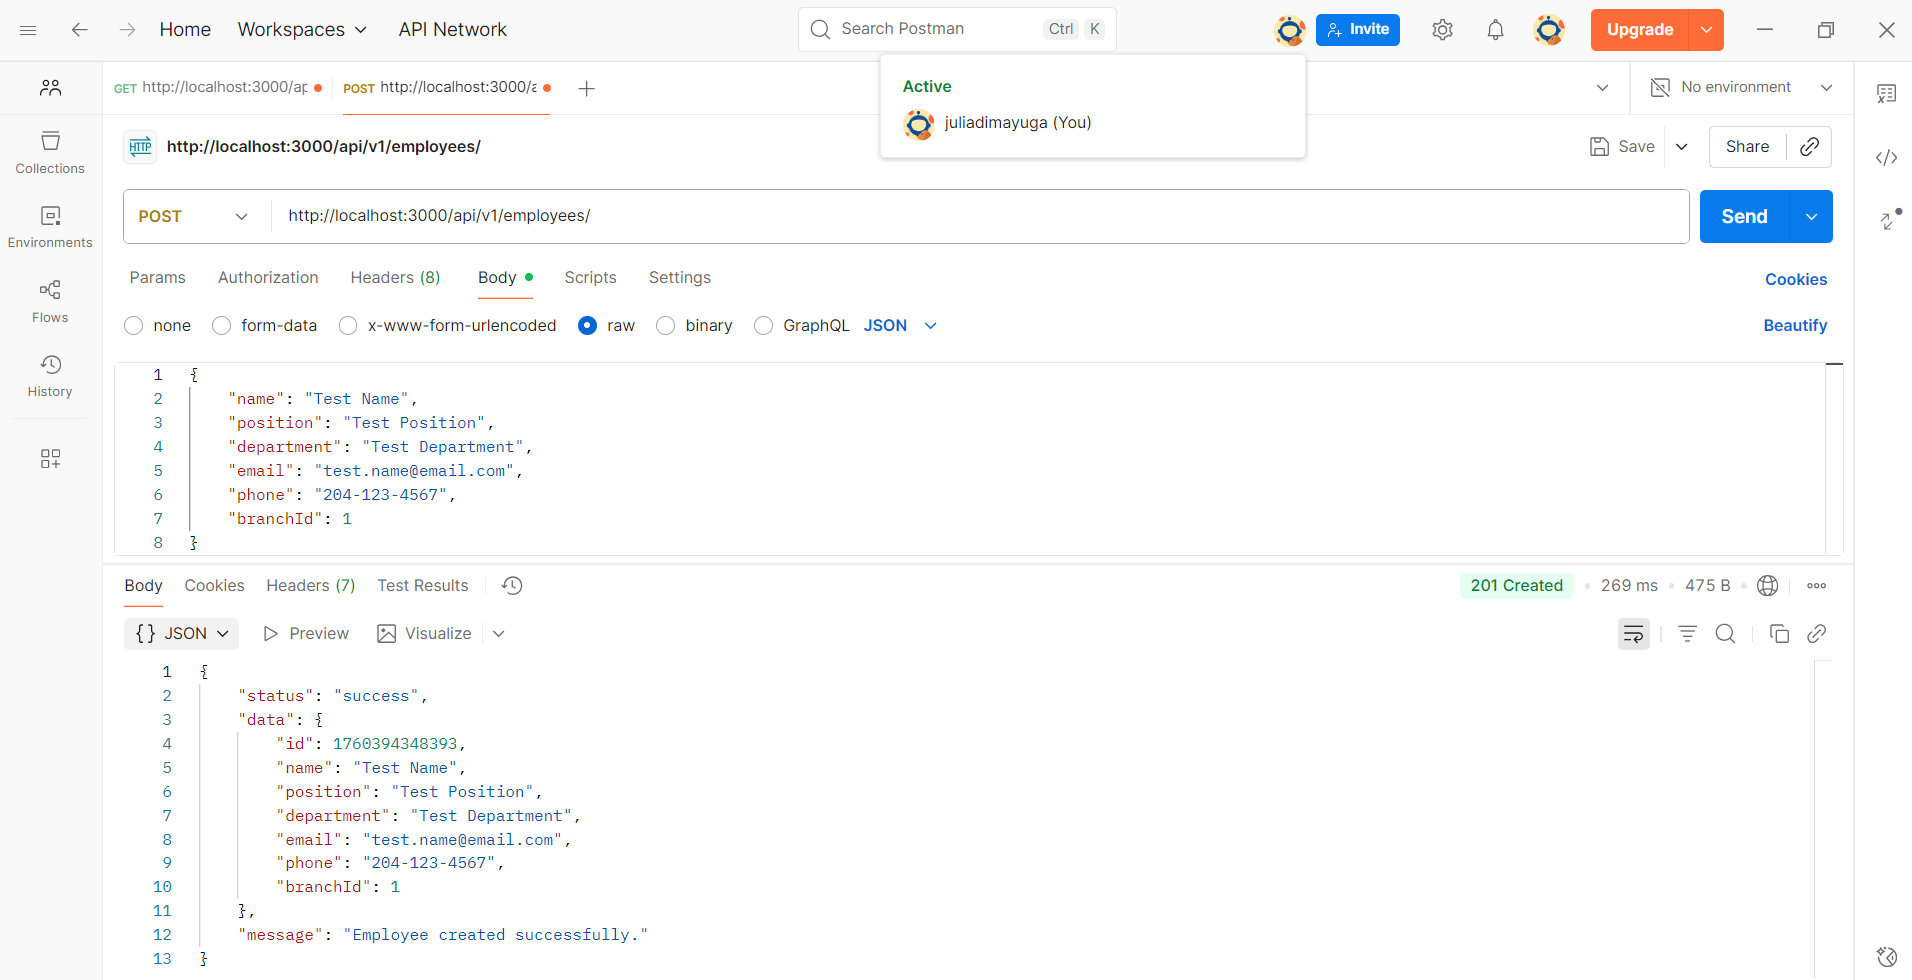 Home Workspaces API Network Search Postman Ctrl K Invite Upgrade
GET http://localhost:3000/ap POST http://localhost:3000/a No environment
Active
juliadimayuga (You)
HTTP http://localhost:3000/api/v1/employees/ Save Share
Collections
Environments
Flows
History
POST http://localhost:3000/api/v1/employees/ Send
Params Authorization Headers (8) Body Scripts Settings Cookies
none form-data x-www-form-urlencoded raw binary GraphQL JSON Beautify
1 {
2 "name": "Test Name",
3 "position": "Test Position",
4 "department": "Test Department",
5 "email": "test.name@email.com",
6 "phone": "204-123-4567",
7 "branchId": 1
8 }
Body Cookies Headers (7) Test Results 201 Created 269 ms 475 B
{} JSON Preview Visualize
1 {
2 "status": "success",
3 "data": {
4 "id": 1760394348393,
5 "name": "Test Name",
6 "position": "Test Position",
7 "department": "Test Department",
8 "email": "test.name@email.com",
9 "phone": "204-123-4567",
10 "branchId": 1
11 },
12 "message": "Employee created successfully."
13 }